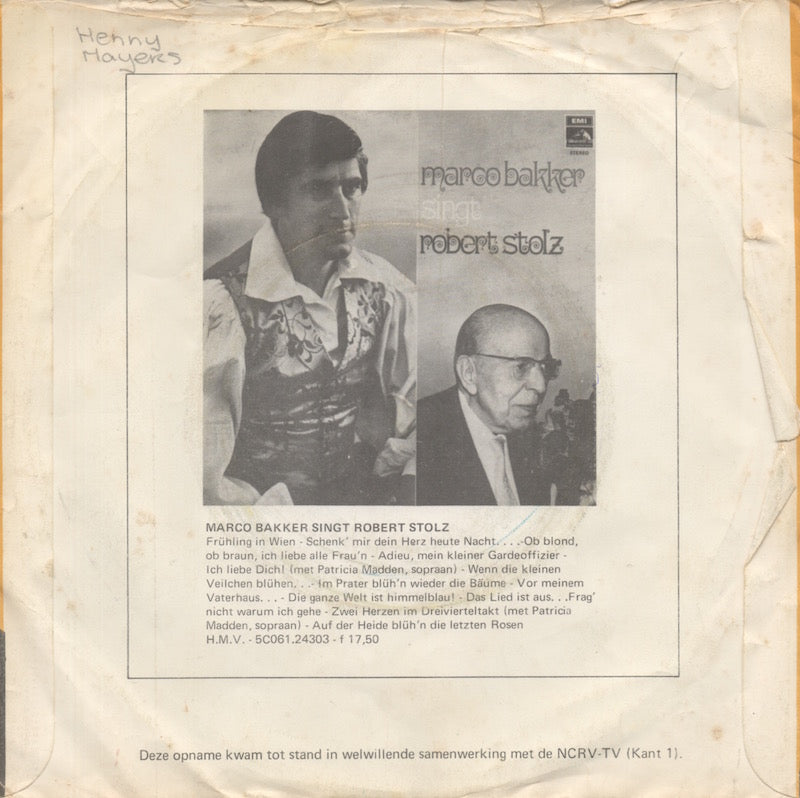 Henny
Mayers
EMI
STEREO
marco bakker
singt
robert stolz
MARCO BAKKER SINGT ROBERT STOLZ
Frühling in Wien - Schenk' mir dein Herz heute Nacht. . . .-Ob blond,
ob braun, ich liebe alle Frau'n - Adieu, mein kleiner Gardeoffizier -
Ich liebe Dich! (met Patricia Madden, sopraan) - Wenn die kleinen
Veilchen blühen. . .- Im Prater blüh'n wieder die Bäume - Vor meinem
Vaterhaus. . . - Die ganze Welt ist himmelblau! - Das Lied ist aus. . .Frag'
nicht warum ich gehe - Zwei Herzen im Dreivierteltakt (met Patricia
Madden, sopraan) - Auf der Heide blüh'n die letzten Rosen
H.M.V. - 5C061.24303 - f 17,50
Deze opname kwam tot stand in welwillende samenwerking met de NCRV-TV (Kant 1).